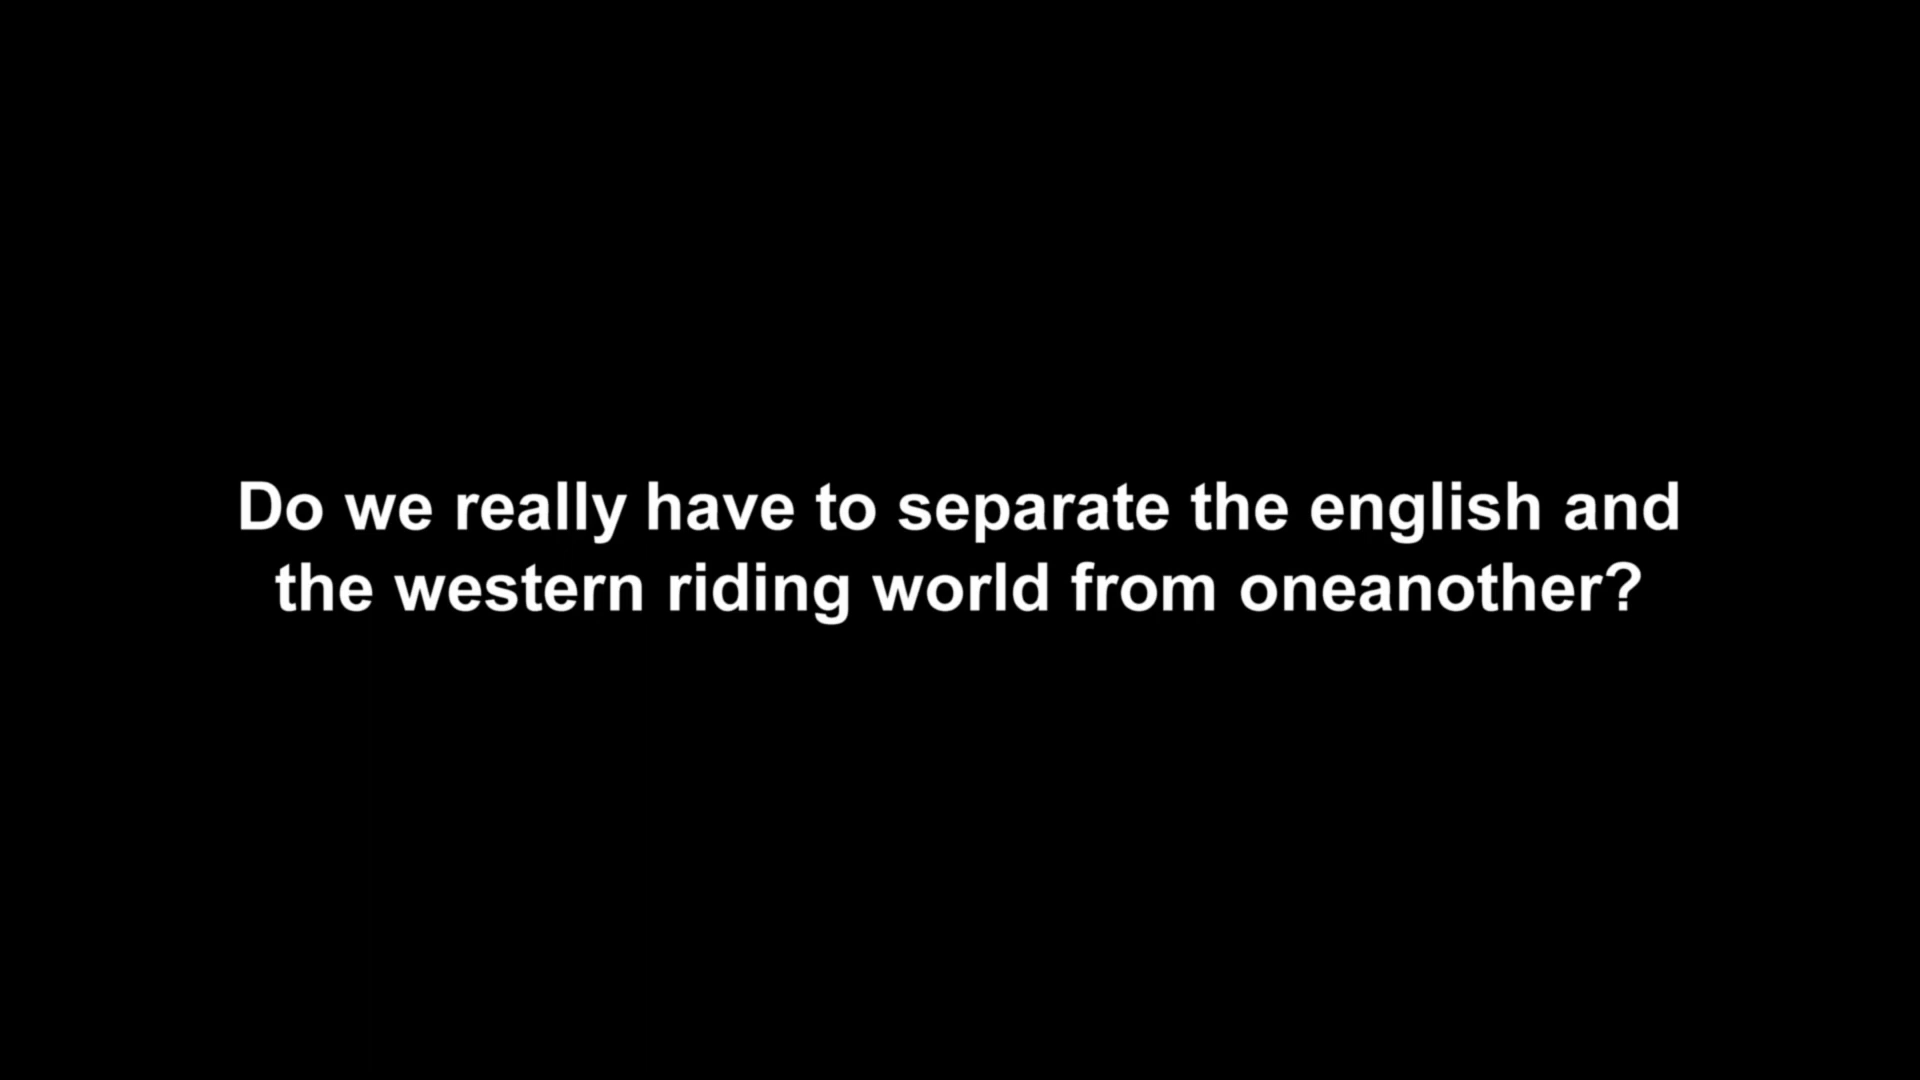 Do we really have to separate the english and
the western riding world from oneanother?